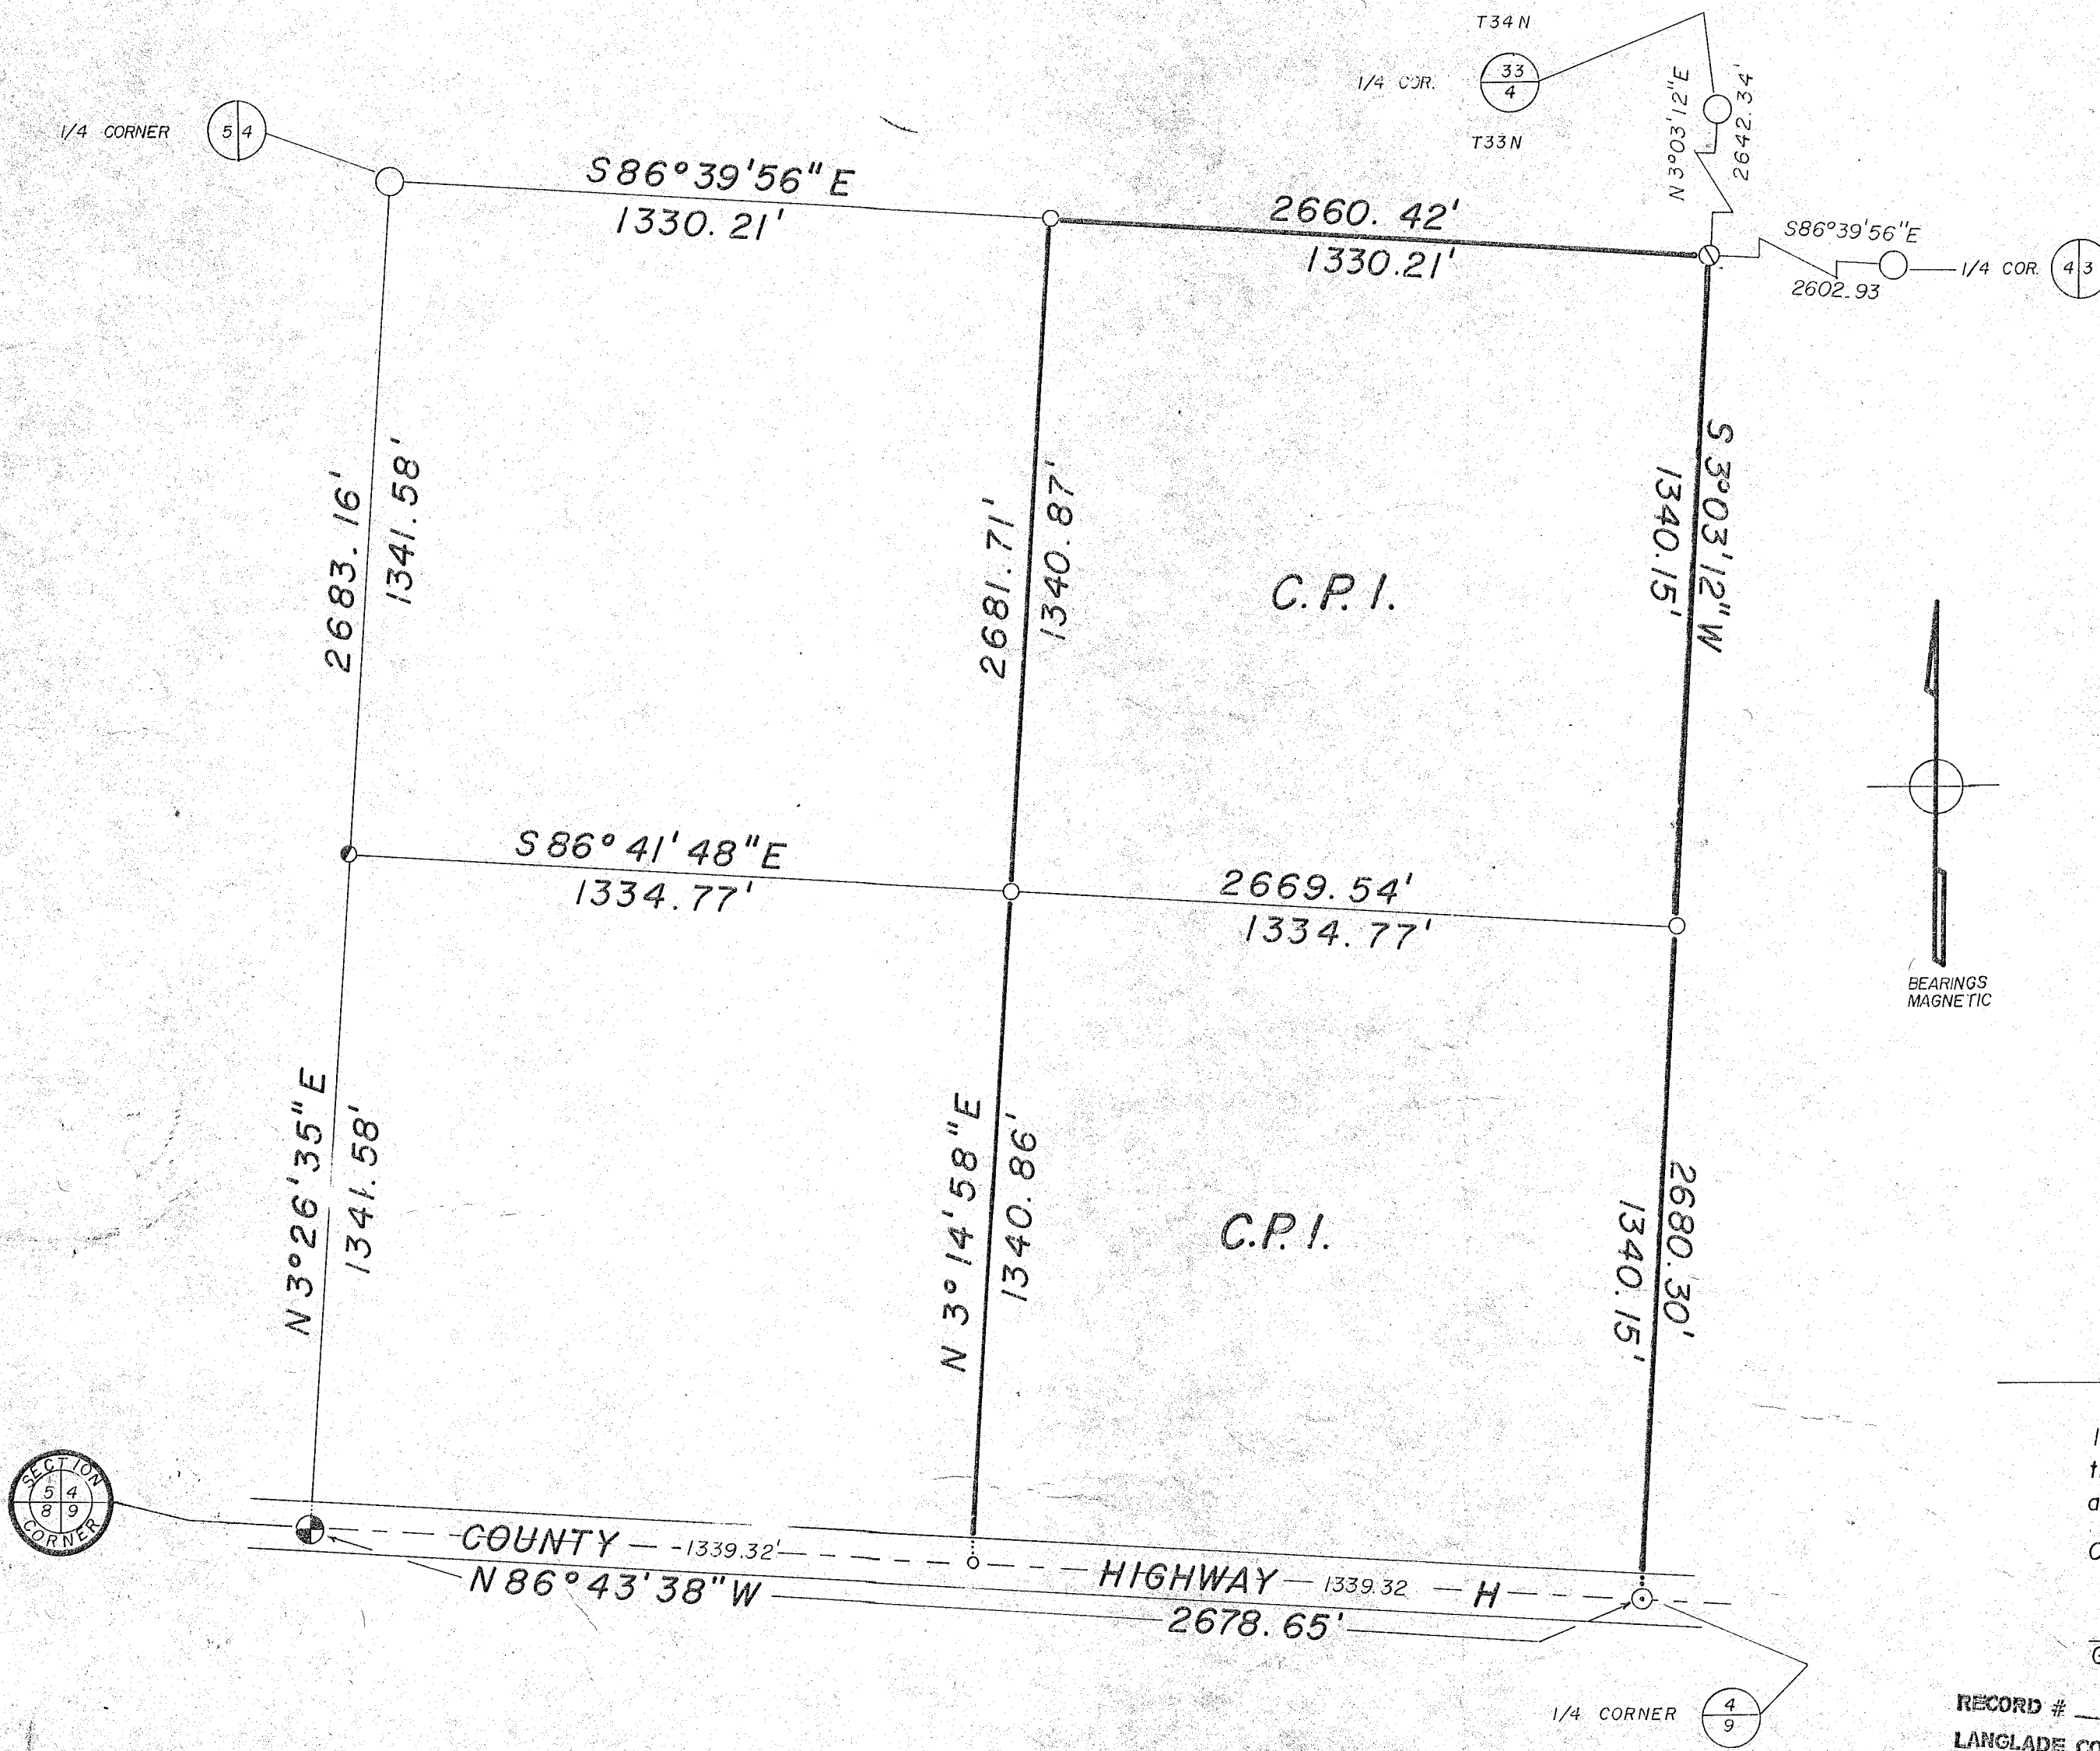 T34N
1/4 COR.
33
4
T33N
N 3°03'12"E
2642.34'
1/4 CORNER
5 4
S 86°39'56" E
1330.21'
2660.42'
1330.21'
S86°39'56"E
2602.93
1/4 COR.
4 3
2683.16'
1341.58'
2681.71'
1340.87'
C.P.I.
S 3°03'12" W
1340.15'
S 86°41'48"E
1334.77'
2669.54'
1334.77'
BEARINGS
MAGNETIC
N 3°26'35" E
1341.58'
N 3°14'58"E
1340.86'
C.P.I.
2680.30'
1340.15'
SECTION
5 4
8 9
CORNER
COUNTY 1339.32' HIGHWAY 1339.32 H
N 86°43'38"W
2678.65'
1/4 CORNER
4
9
RECORD #
LANGLADE